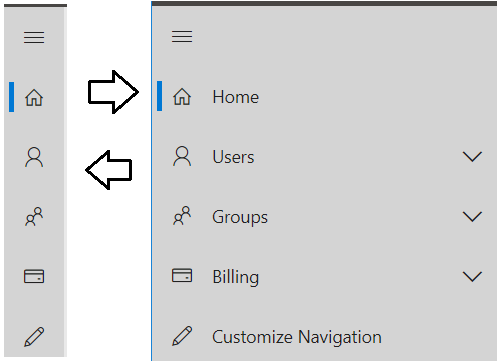 Home
Users
Groups
Billing
Customize Navigation